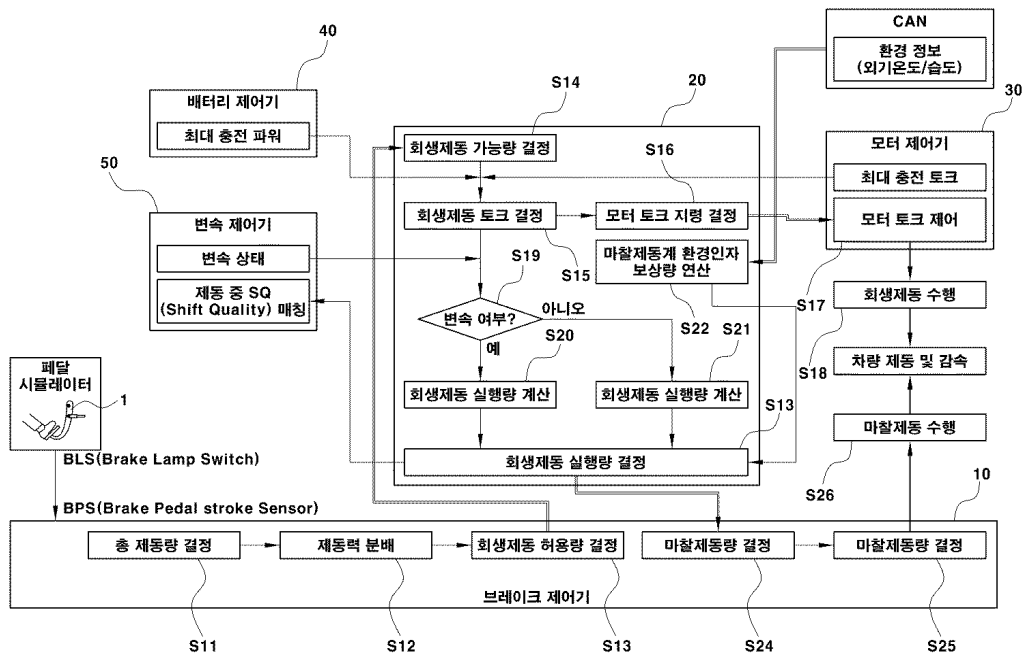 CAN
환경 정보
(외기온도/습도)
40
배터리 제어기
최대 충전 파워
S14
20
회생제동 가능량 결정
S16
30
모터 제어기
최대 충전 토크
모터 토크 제어
50
변속 제어기
변속 상태
제동 중 SQ
(Shift Quality) 매칭
회생제동 토크 결정
모터 토크 지령 결정
S19
S15
마찰제동계 환경인자
보상량 연산
S17
회생제동 수행
변속 여부?
아니오
예
S22
S20
S21
S18
차량 제동 및 감속
페달
시뮬레이터
1
회생제동 실행량 계산
회생제동 실행량 계산
S13
마찰제동 수행
BLS(Brake Lamp Switch)
회생제동 실행량 결정
S26
BPS(Brake Pedal stroke Sensor)
10
총 제동량 결정
제동력 분배
회생제동 허용량 결정
마찰제동량 결정
마찰제동량 결정
브레이크 제어기
S11
S12
S13
S24
S25